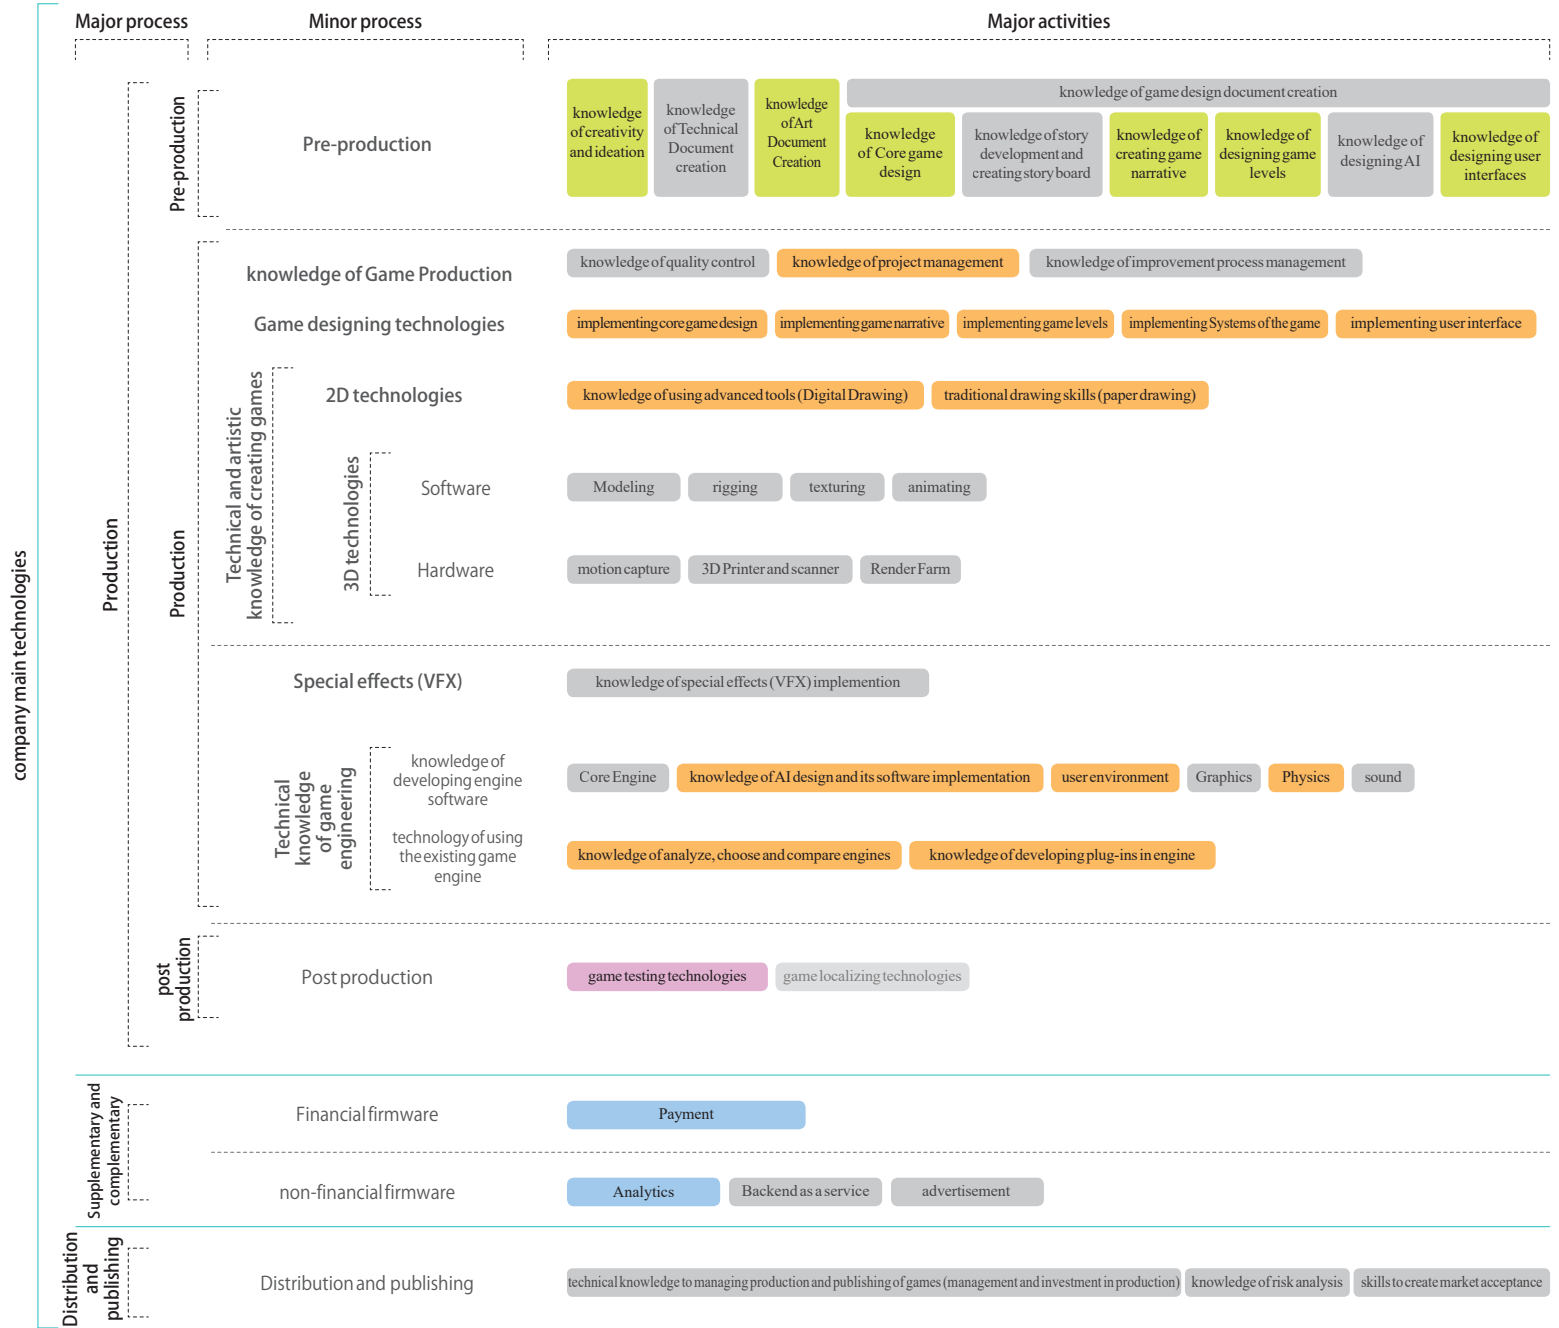 Major process
Minor process
Major activities
company main technologies
Production
Pre-production
Pre-production
knowledge
of creativity
and ideation
knowledge
of Technical
Document
creation
knowledge
of Art
Document
Creation
knowledge of game design document creation
knowledge
of Core game
design
knowledge of story
development and
creating story board
knowledge of
creating game
narrative
knowledge of
designing game
levels
knowledge of
designing AI
knowledge of
designing user
interfaces
Production
knowledge of Game Production
knowledge of quality control
knowledge of project management
knowledge of improvement process management
Game designing technologies
implementing core game design
implementing game narrative
implementing game levels
implementing Systems of the game
implementing user interface
Technical and artistic
knowledge of creating games
2D technologies
knowledge of using advanced tools (Digital Drawing)
traditional drawing skills (paper drawing)
3D technologies
Software
Modeling
rigging
texturing
animating
Hardware
motion capture
3D Printer and scanner
Render Farm
Special effects (VFX)
knowledge of special effects (VFX) implemention
Technical
knowledge
of game
engineering
knowledge of
developing engine
software
Core Engine
knowledge of AI design and its software implementation
user environment
Graphics
Physics
sound
technology of using
the existing game
engine
knowledge of analyze, choose and compare engines
knowledge of developing plug-ins in engine
post
production
Post production
game testing technologies
game localizing technologies
Supplementary and
complementary
Financial firmware
Payment
non-financial firmware
Analytics
Backend as a service
advertisement
Distribution
and
publishing
Distribution and publishing
technical knowledge to managing production and publishing of games (management and investment in production)
knowledge of risk analysis
skills to create market acceptance